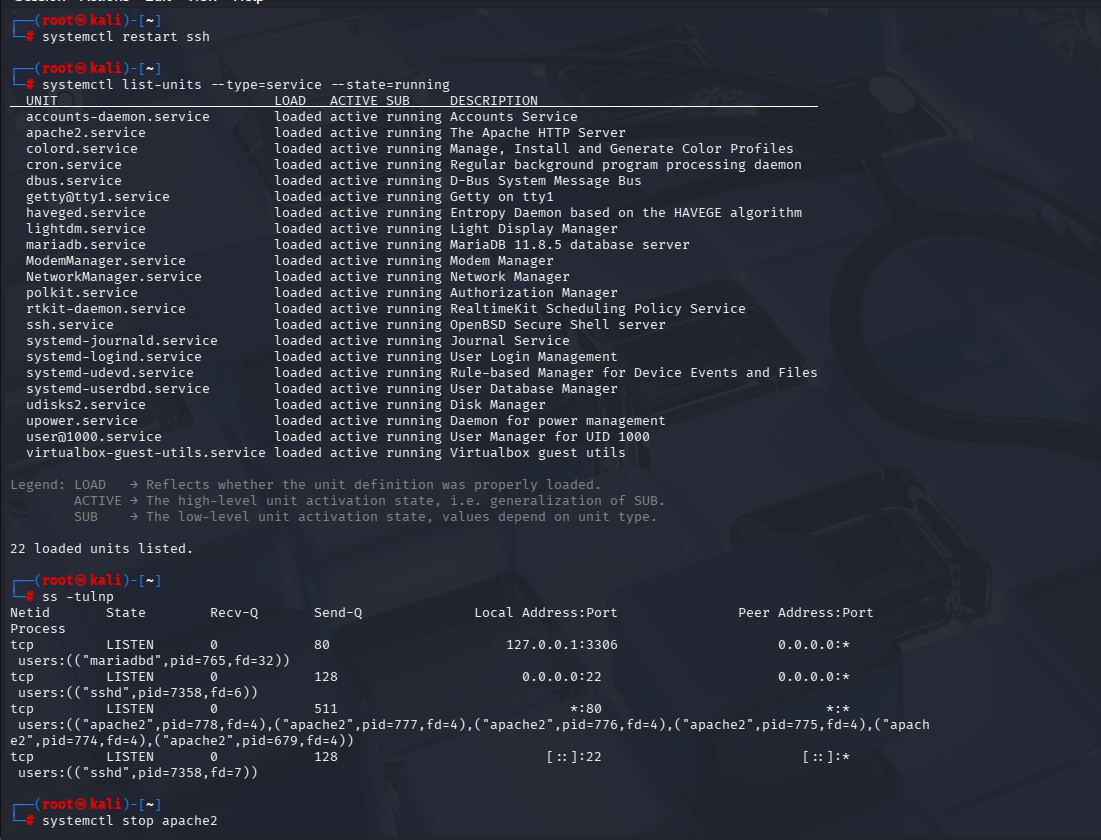 Session Actions Edit View Help
┌──(root㉿kali)-[~]
└─# systemctl restart ssh
┌──(root㉿kali)-[~]
└─# systemctl list-units --type=service --state=running
UNIT LOAD ACTIVE SUB DESCRIPTION
accounts-daemon.service loaded active running Accounts Service
apache2.service loaded active running The Apache HTTP Server
colord.service loaded active running Manage, Install and Generate Color Profiles
cron.service loaded active running Regular background program processing daemon
dbus.service loaded active running D-Bus System Message Bus
getty@tty1.service loaded active running Getty on tty1
haveged.service loaded active running Entropy Daemon based on the HAVEGE algorithm
lightdm.service loaded active running Light Display Manager
mariadb.service loaded active running MariaDB 11.8.5 database server
ModemManager.service loaded active running Modem Manager
NetworkManager.service loaded active running Network Manager
polkit.service loaded active running Authorization Manager
rtkit-daemon.service loaded active running RealtimeKit Scheduling Policy Service
ssh.service loaded active running OpenBSD Secure Shell server
systemd-journald.service loaded active running Journal Service
systemd-logind.service loaded active running User Login Management
systemd-udevd.service loaded active running Rule-based Manager for Device Events and Files
systemd-userdbd.service loaded active running User Database Manager
udisks2.service loaded active running Disk Manager
upower.service loaded active running Daemon for power management
user@1000.service loaded active running User Manager for UID 1000
virtualbox-guest-utils.service loaded active running Virtualbox guest utils
Legend: LOAD → Reflects whether the unit definition was properly loaded.
ACTIVE → The high-level unit activation state, i.e. generalization of SUB.
SUB → The low-level unit activation state, values depend on unit type.
22 loaded units listed.
┌──(root㉿kali)-[~]
└─# ss -tulnp
Netid State Recv-Q Send-Q Local Address:Port Peer Address:Port
Process
tcp LISTEN 0 80 127.0.0.1:3306 0.0.0.0:*
users:(("mariadbd",pid=765,fd=32))
tcp LISTEN 0 128 0.0.0.0:22 0.0.0.0:*
users:(("sshd",pid=7358,fd=6))
tcp LISTEN 0 511 *:80 *:*
users:(("apache2",pid=778,fd=4),("apache2",pid=777,fd=4),("apache2",pid=776,fd=4),("apache2",pid=775,fd=4),("apach
e2",pid=774,fd=4),("apache2",pid=679,fd=4))
tcp LISTEN 0 128 [::]:22 [::]:*
users:(("sshd",pid=7358,fd=7))
┌──(root㉿kali)-[~]
└─# systemctl stop apache2